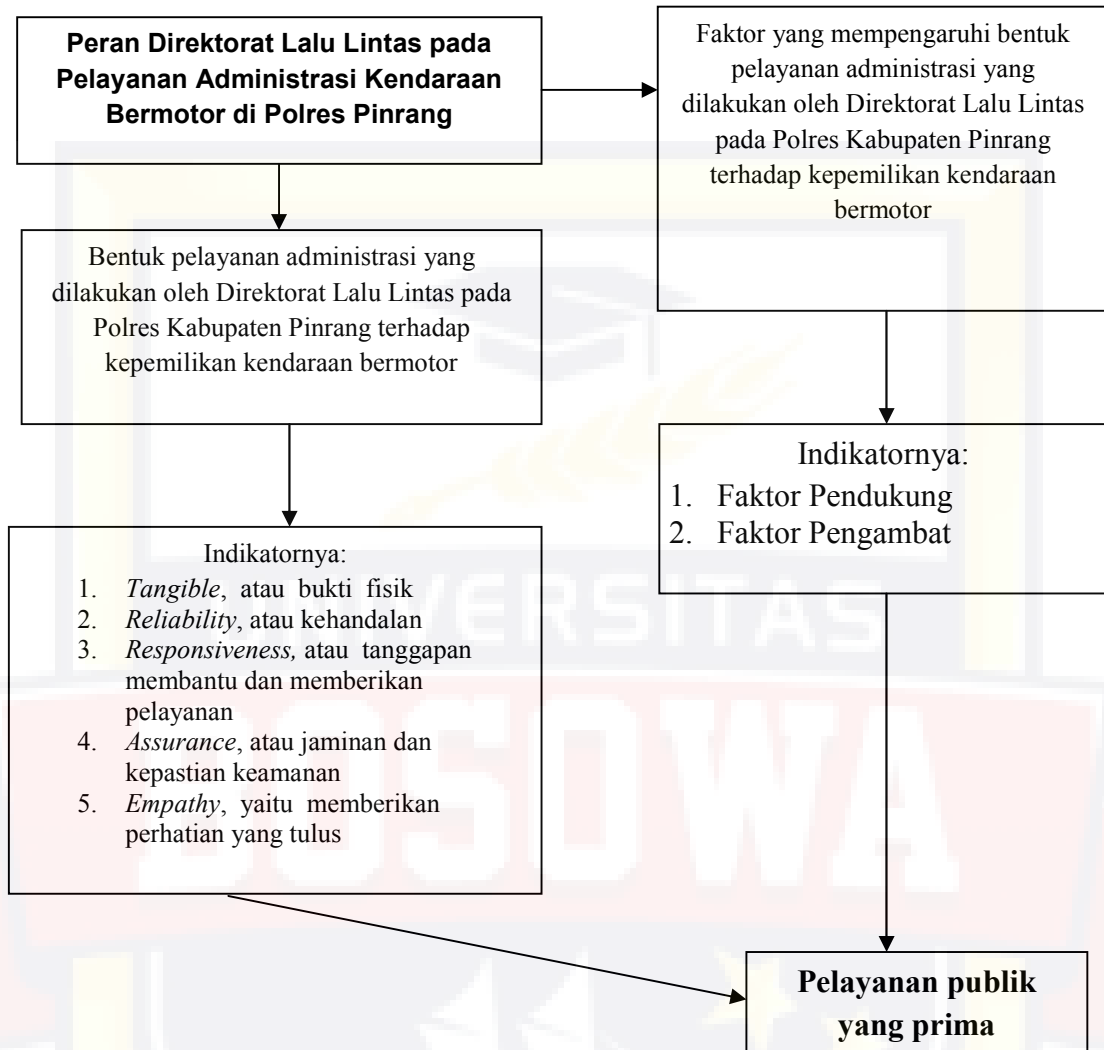 Peran Direktorat Lalu Lintas pada
Pelayanan Administrasi Kendaraan
Bermotor di Polres Pinrang
Faktor yang mempengaruhi bentuk
pelayanan administrasi yang
dilakukan oleh Direktorat Lalu Lintas
pada Polres Kabupaten Pinrang
terhadap kepemilikan kendaraan
bermotor
Bentuk pelayanan administrasi yang
dilakukan oleh Direktorat Lalu Lintas pada
Polres Kabupaten Pinrang terhadap
kepemilikan kendaraan bermotor
Indikatornya:
1. Faktor Pendukung
2. Faktor Pengambat
Indikatornya:
1. Tangible, atau bukti fisik
2. Reliability, atau kehandalan
3. Responsiveness, atau tanggapan
membantu dan memberikan
pelayanan
4. Assurance, atau jaminan dan
kepastian keamanan
5. Empathy, yaitu memberikan
perhatian yang tulus
UNIVERSITAS
BOSOWA
Pelayanan publik
yang prima